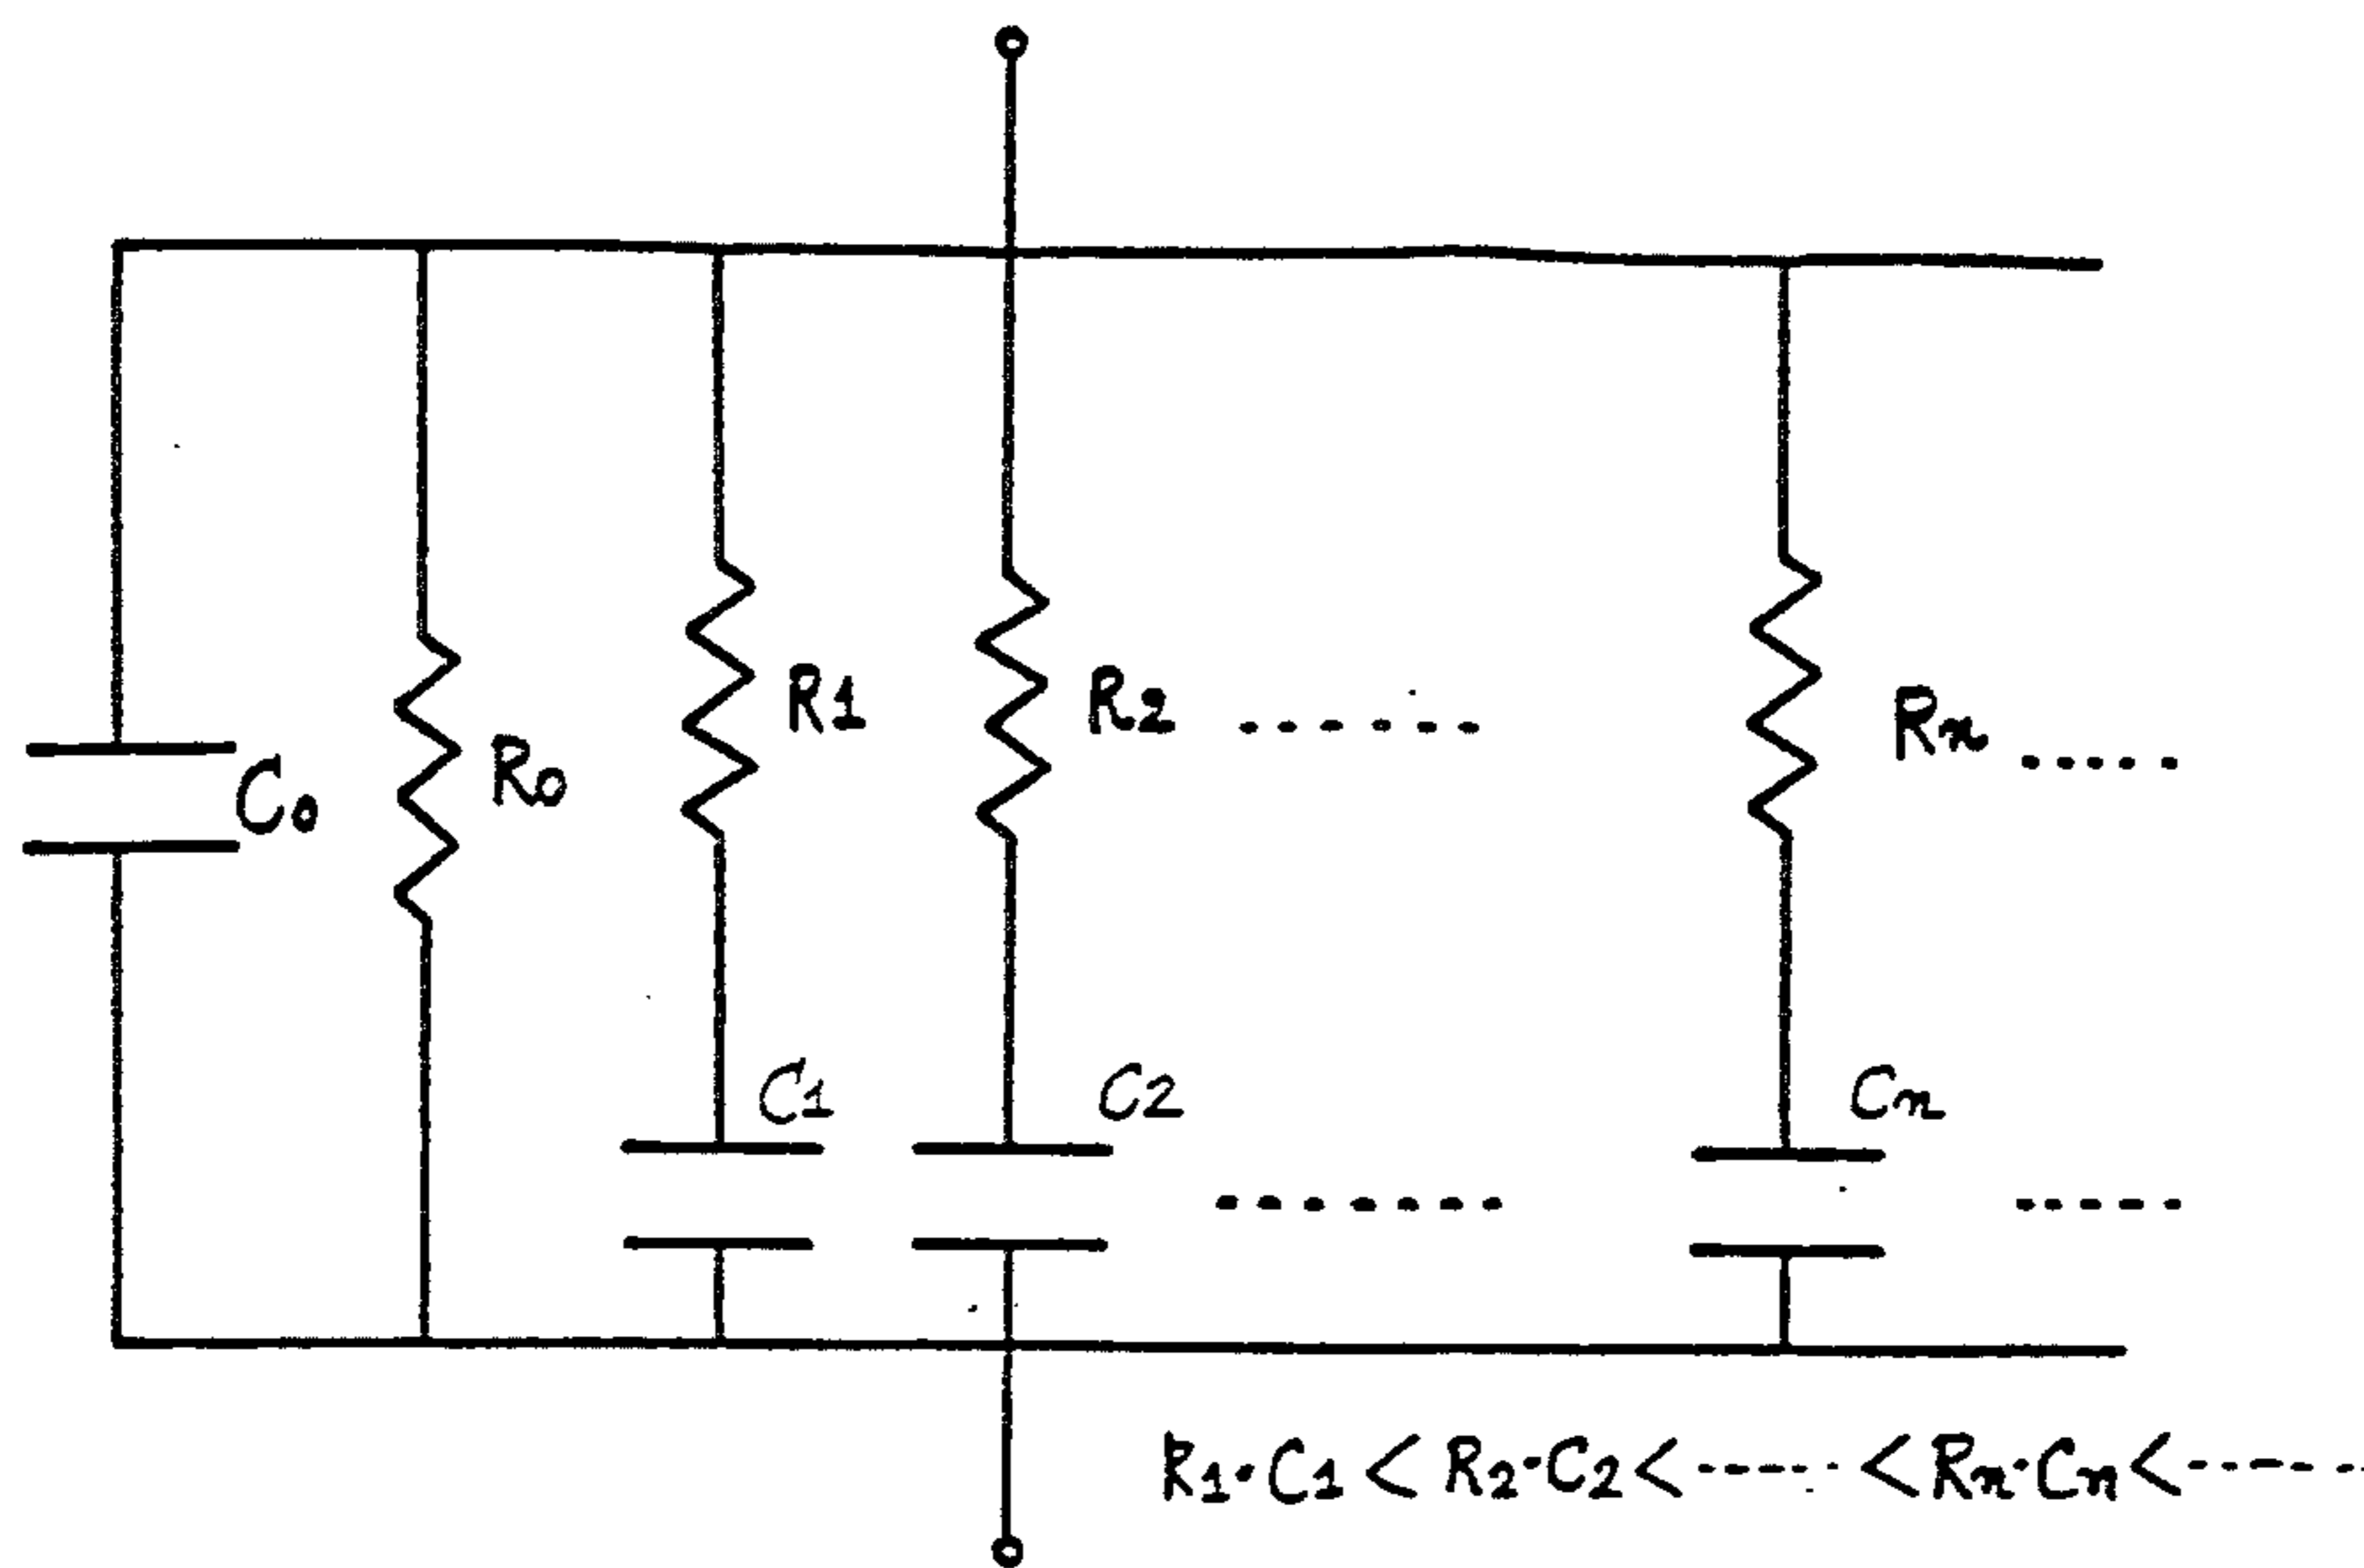 C0
R0
R1
R2 ......
Rn .....
C1
C2
Cn
....... .....
R1·C1 < R2·C2 < ------ < Rn·Cn < -----